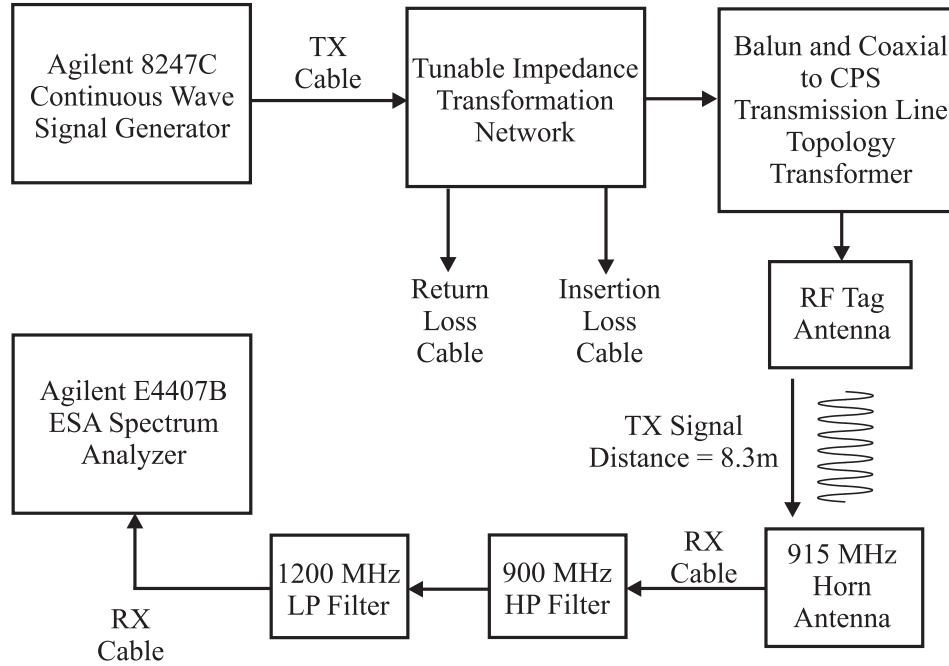 Agilent 8247C
Continuous Wave
Signal Generator
TX
Cable
Tunable Impedance
Transformation
Network
Balun and Coaxial
to CPS
Transmission Line
Topology
Transformer
Return
Loss
Cable
Insertion
Loss
Cable
RF Tag
Antenna
TX Signal
Distance = 8.3m
915 MHz
Horn
Antenna
RX
Cable
900 MHz
HP Filter
1200 MHz
LP Filter
RX
Cable
Agilent E4407B
ESA Spectrum
Analyzer